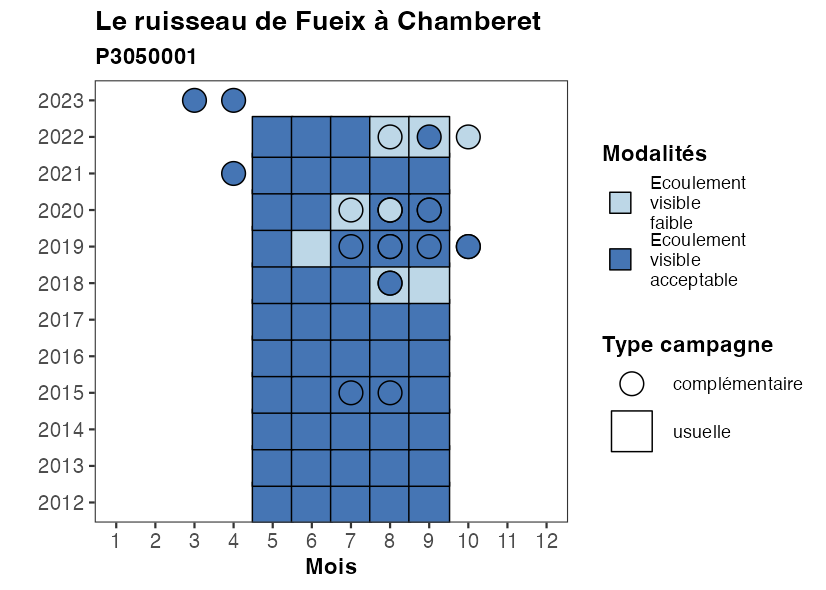 Le ruisseau de Fueix à Chamberet
P3050001
2023
2022
2021
2020
2019
2018
2017
2016
2015
2014
2013
2012
1 2 3 4 5 6 7 8 9 10 11 12
Mois
Modalités
Ecoulement
visible
faible
Ecoulement
visible
acceptable
Type campagne
complémentaire
usuelle